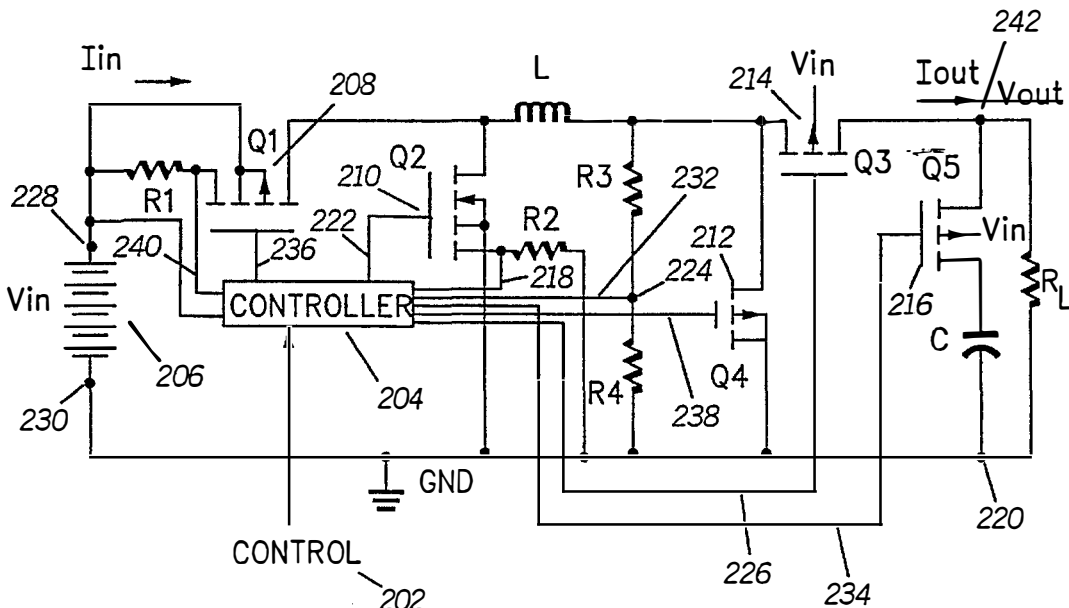 242
Iin
L
214
Vin
Iout
Vout
208
Q1
Q2
R3
232
Q3
Q5
210
R1
R2
212
228
222
224
Vin
240
236
218
216
RL
CONTROLLER
Vin
C
206
204
R4
Q4
230
238
GND
220
CONTROL
226
202
234